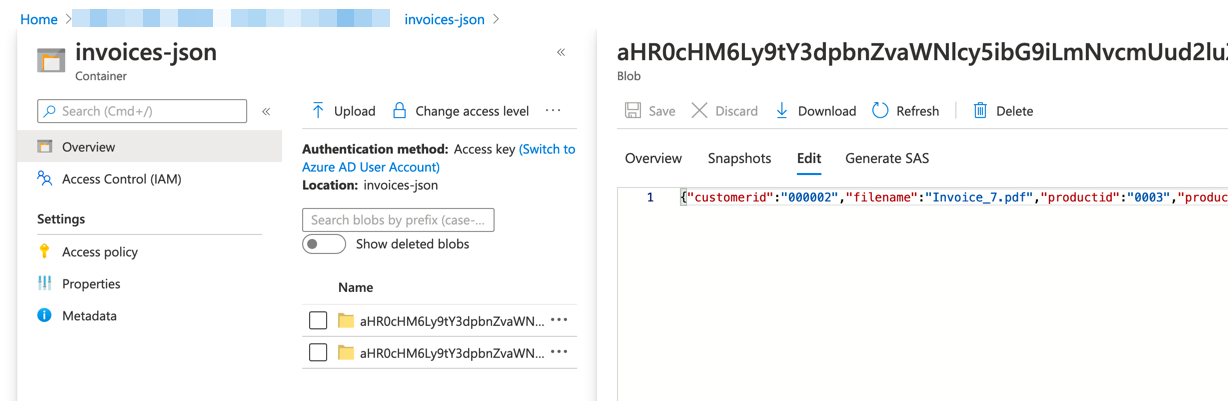 Home > invoices-json >
invoices-json
Container
«
Search (Cmd+/)
«
Overview
Access Control (IAM)
Settings
Access policy
Properties
Metadata
Upload
Change access level
...
Authentication method: Access key (Switch to
Azure AD User Account)
Location: invoices-json
Search blobs by prefix (case-...
Show deleted blobs
Name
aHR0cHM6Ly9tY3dpbnZvaWN... ...
aHR0cHM6Ly9tY3dpbnZvaWN... ...
aHR0cHM6Ly9tY3dpbnZvaWNlcy5ibG9iLmNvcmUud2lu
Blob
Save
Discard
Download
Refresh
Delete
Overview
Snapshots
Edit
Generate SAS
1 {"customerid":"000002","filename":"Invoice_7.pdf","productid":"0003","produc